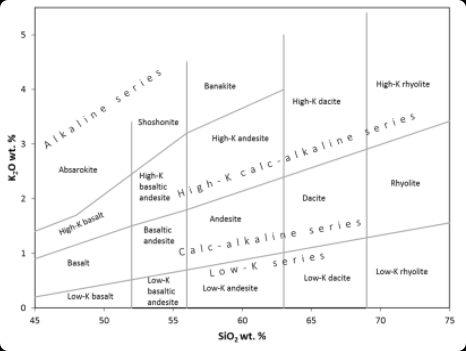 5
4
3
2
1
0
K2O wt. %
Alkaline series
Banakite
High-K rhyolite
High-K dacite
Shoshonite
High-K andesite
High-K calc-alkaline series
Absarokite
High-K
basaltic
andesite
Rhyolite
Dacite
High-K basalt
Andesite
Basaltic
andesite
Calc-alkaline series
Basalt
Low-K series
Low-K rhyolite
Low-K dacite
Low-K
basaltic
andesite
Low-K andesite
Low-K basalt
45
50
55
60
65
70
75
SiO2 wt. %